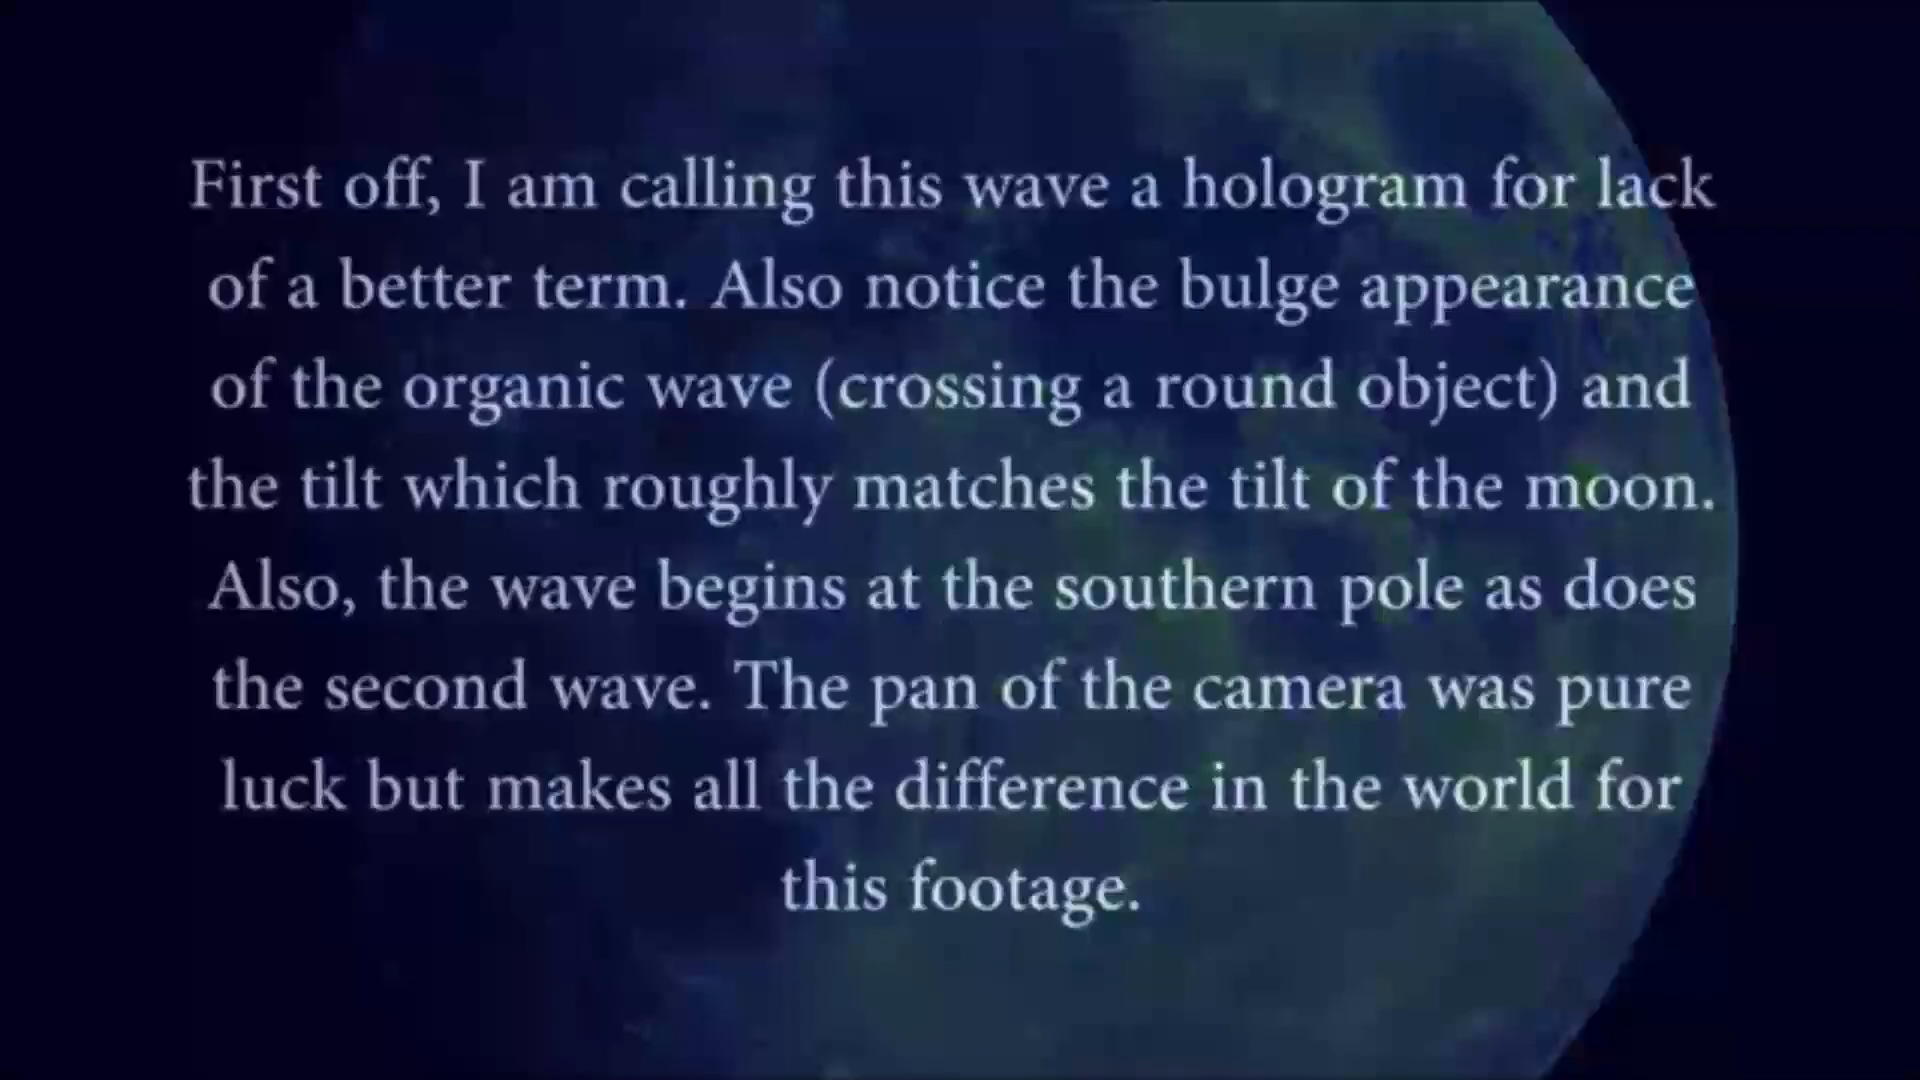 First off, I am calling this wave a hologram for lack
of a better term. Also notice the bulge appearance
of the organic wave (crossing a round object) and
the tilt which roughly matches the tilt of the moon.
Also, the wave begins at the southern pole as does
the second wave. The pan of the camera was pure
luck but makes all the difference in the world for
this footage.